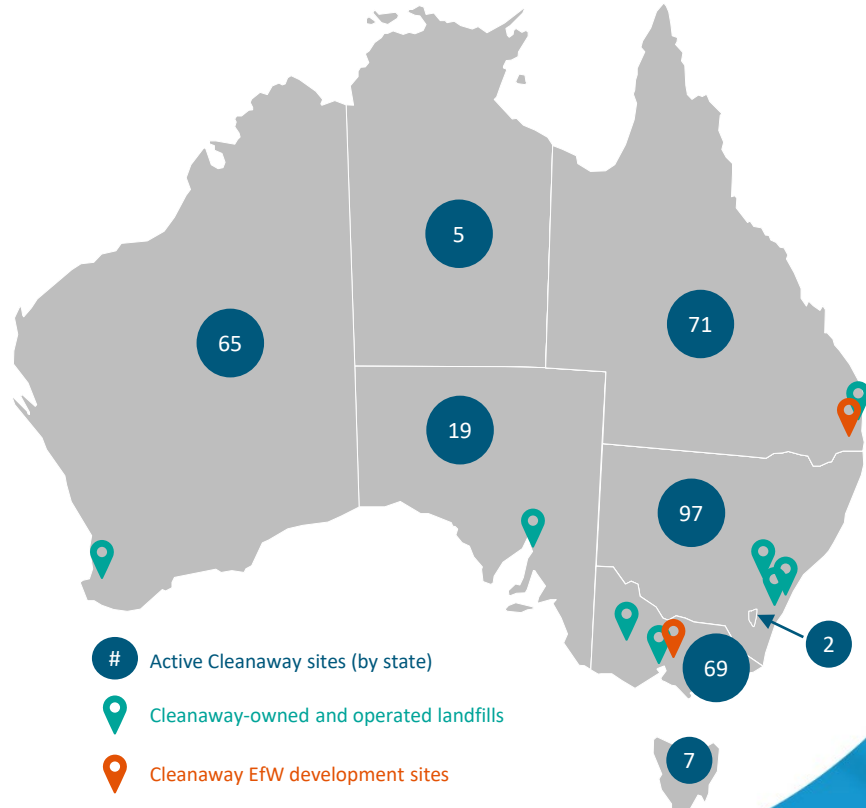 5
71
65
19
97
2
69
# Active Cleanaway sites (by state)
Cleanaway-owned and operated landfills
7
Cleanaway EfW development sites